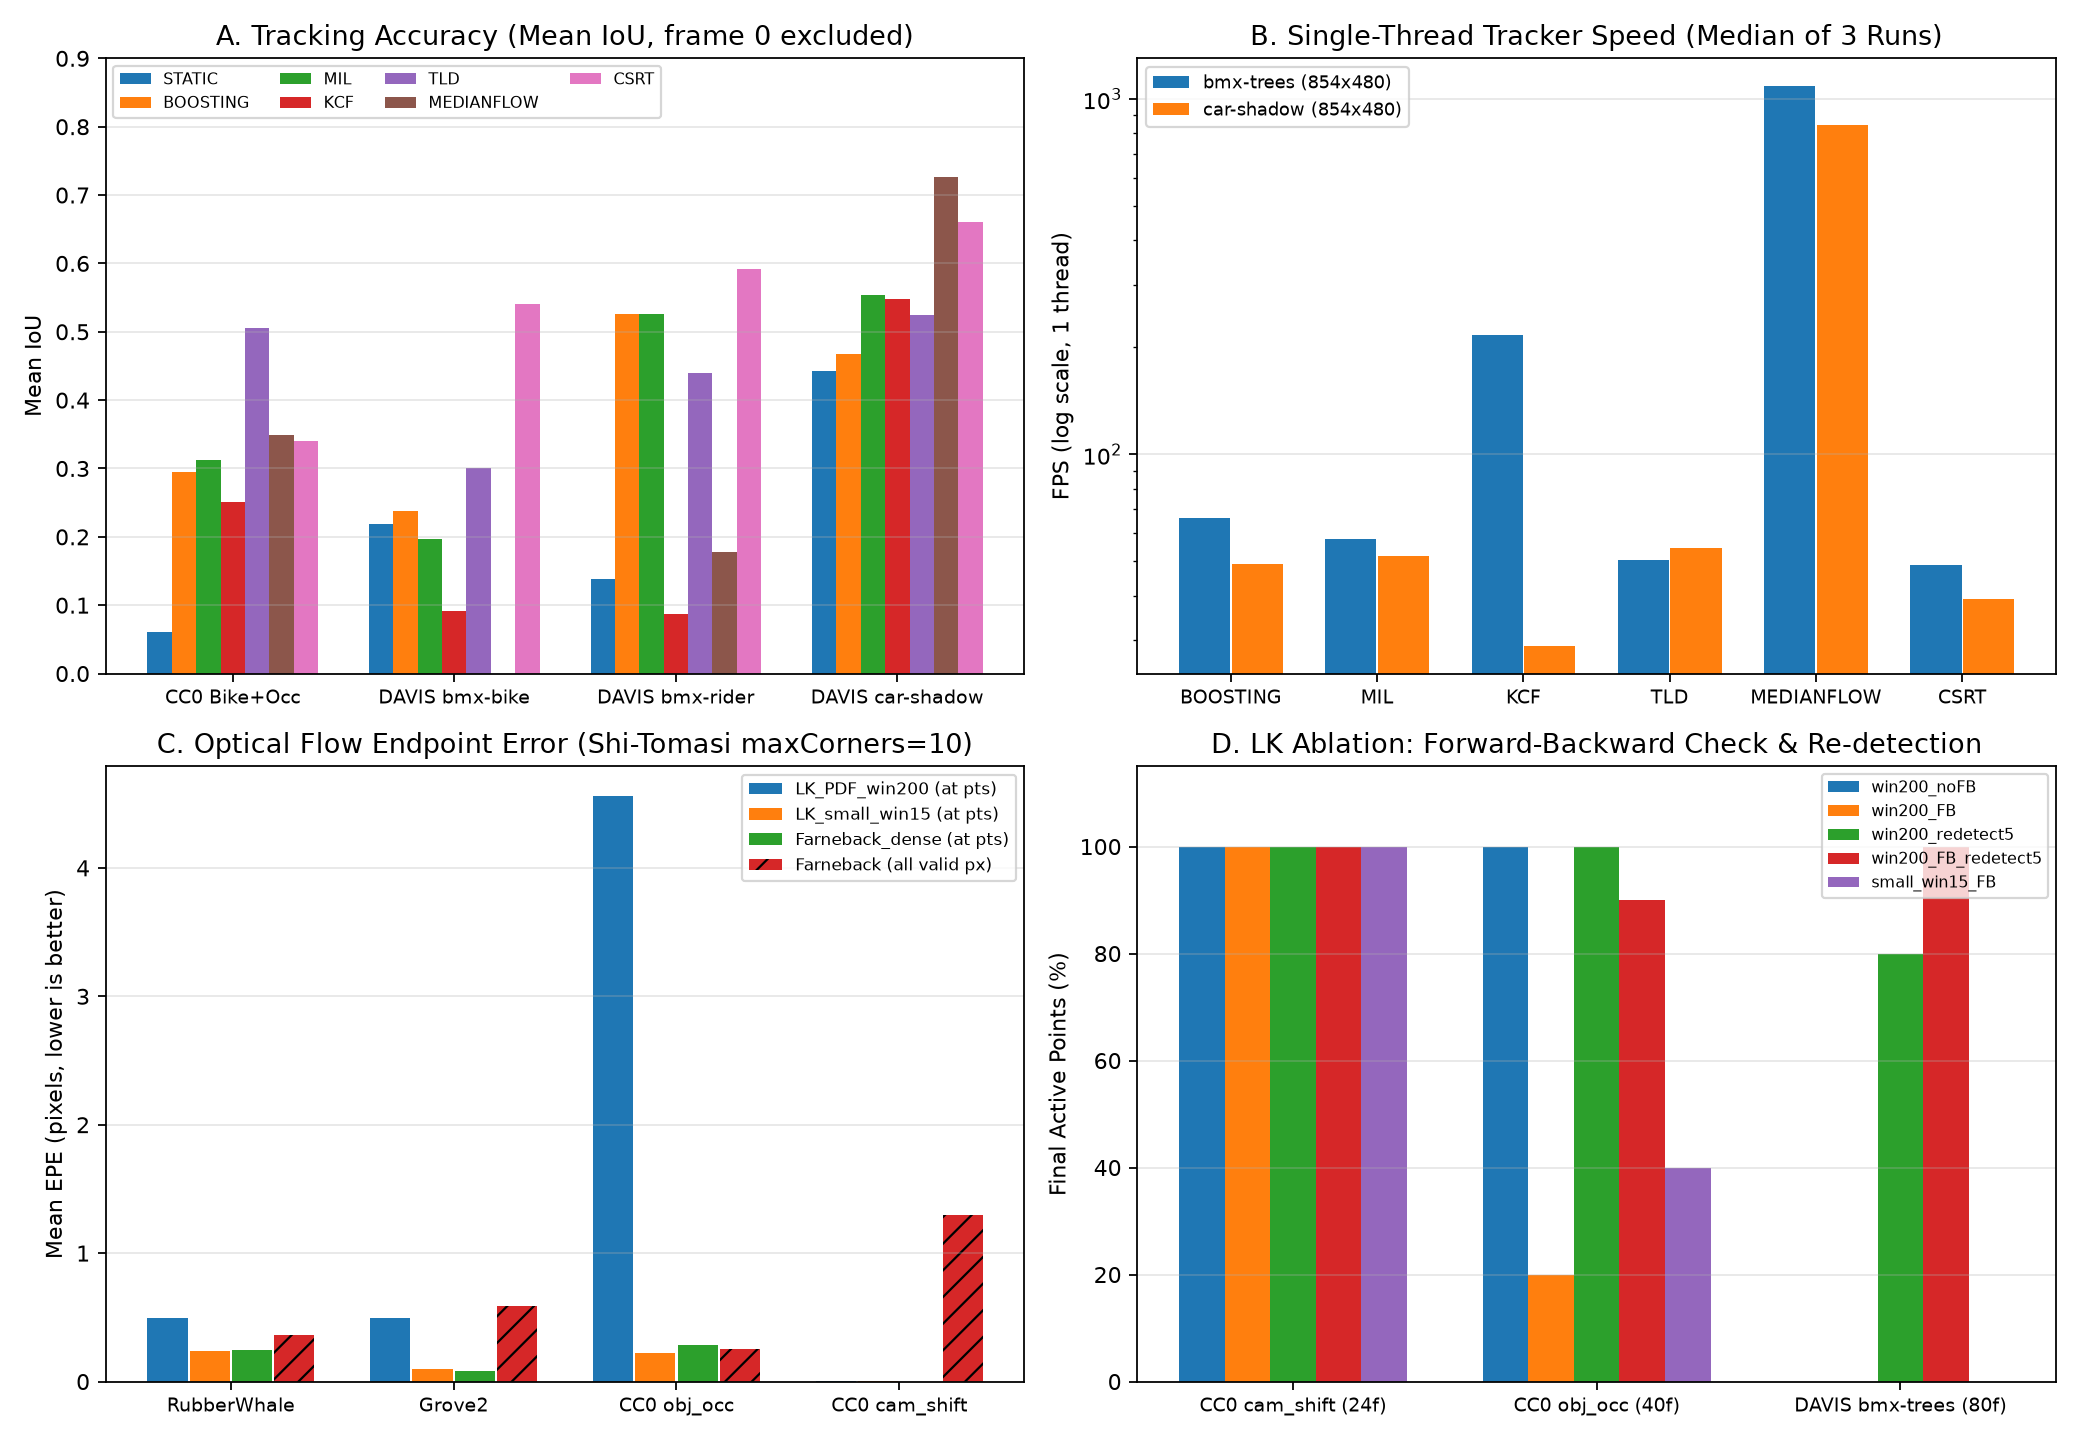 A. Tracking Accuracy (Mean IoU, frame 0 excluded)
STATIC
BOOSTING
MIL
KCF
TLD
MEDIANFLOW
CSRT
Mean IoU
0.9
0.8
0.7
0.6
0.5
0.4
0.3
0.2
0.1
0.0
CC0 Bike+Occ
DAVIS bmx-bike
DAVIS bmx-rider
DAVIS car-shadow
B. Single-Thread Tracker Speed (Median of 3 Runs)
bmx-trees (854x480)
car-shadow (854x480)
FPS (log scale, 1 thread)
10³
10²
BOOSTING
MIL
KCF
TLD
MEDIANFLOW
CSRT
C. Optical Flow Endpoint Error (Shi-Tomasi maxCorners=10)
LK_PDF_win200 (at pts)
LK_small_win15 (at pts)
Farneback_dense (at pts)
Farneback (all valid px)
Mean EPE (pixels, lower is better)
4
3
2
1
0
RubberWhale
Grove2
CC0 obj_occ
CC0 cam_shift
D. LK Ablation: Forward-Backward Check & Re-detection
win200_noFB
win200_FB
win200_redetect5
win200_FB_redetect5
small_win15_FB
Final Active Points (%)
100
80
60
40
20
0
CC0 cam_shift (24f)
CC0 obj_occ (40f)
DAVIS bmx-trees (80f)